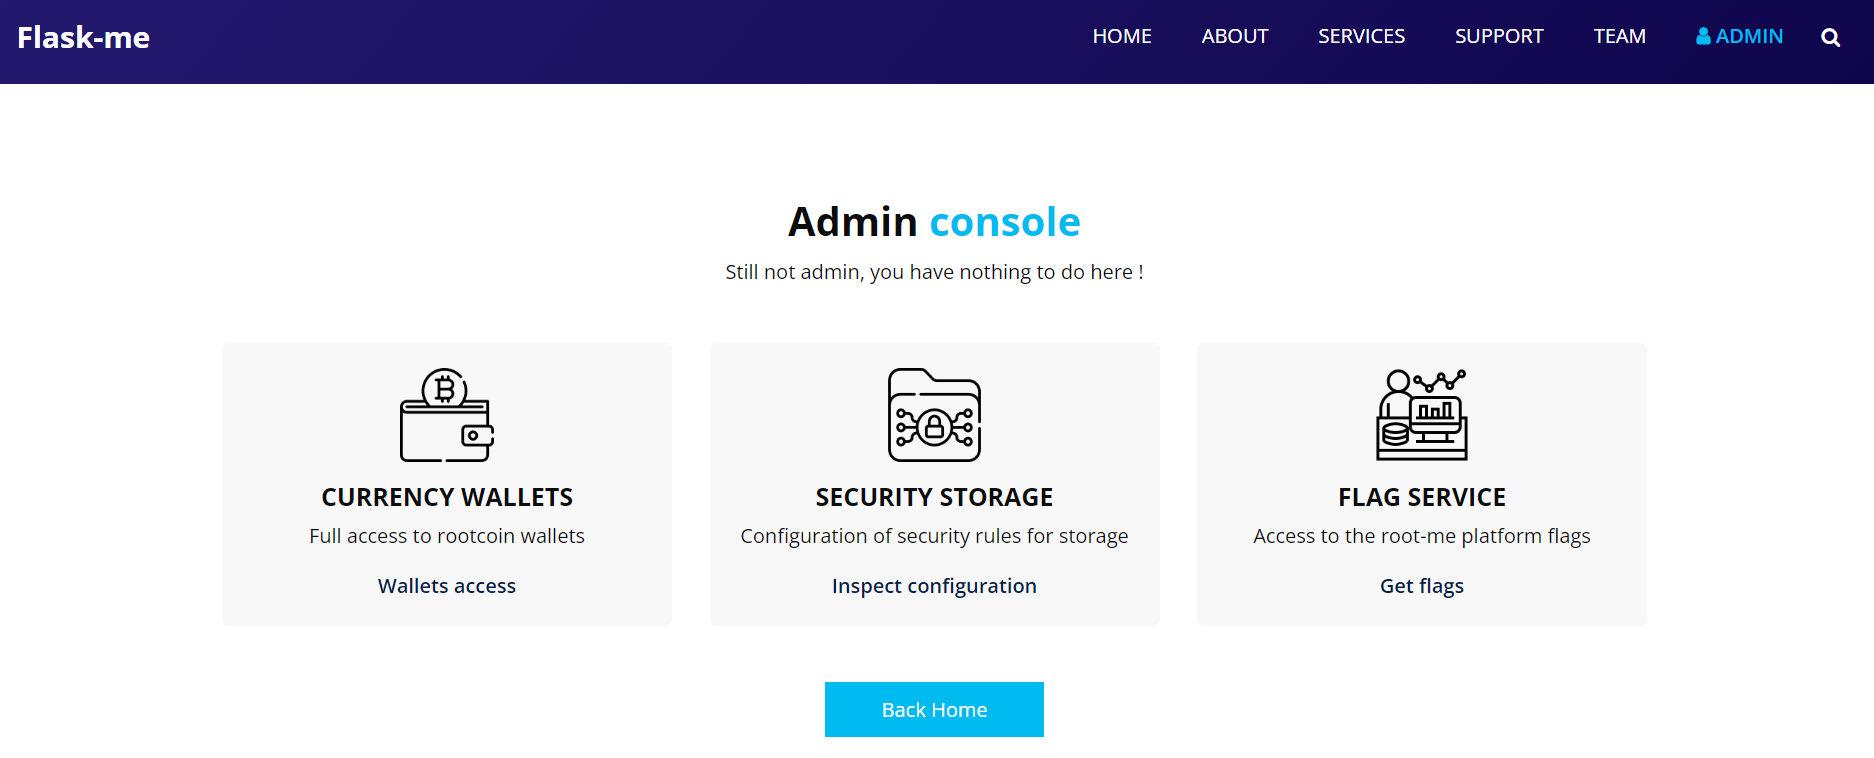 Flask-me
HOME ABOUT SERVICES SUPPORT TEAM ADMIN
Admin console
Still not admin, you have nothing to do here !
CURRENCY WALLETS
Full access to rootcoin wallets
Wallets access
SECURITY STORAGE
Configuration of security rules for storage
Inspect configuration
FLAG SERVICE
Access to the root-me platform flags
Get flags
Back Home